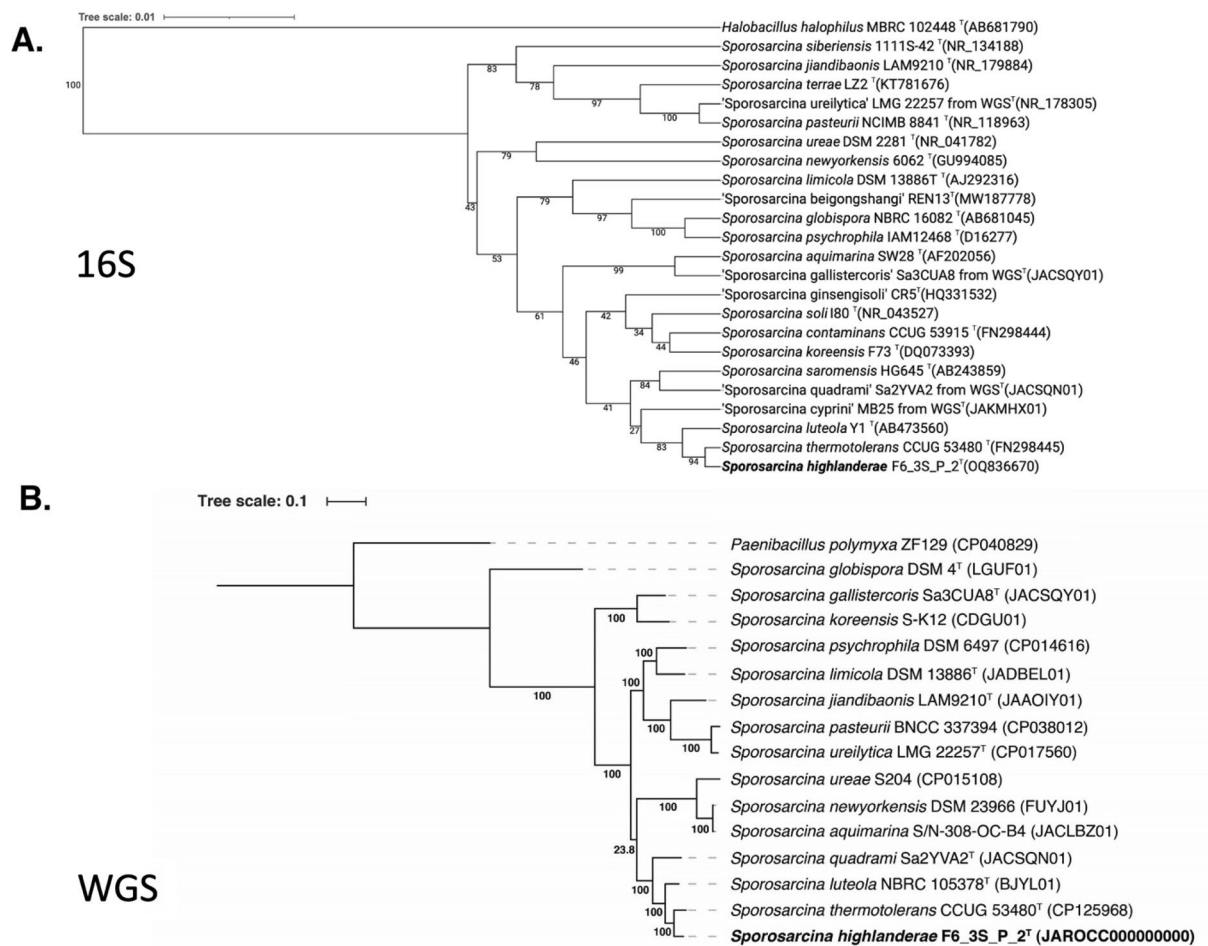 Tree scale: 0.01
A.
Halobacillus halophilus MBRC 102448 T(AB681790)
Sporosarcina siberiensis 1111S-42 T(NR_134188)
83
Sporosarcina jiandibaonis LAM9210 T(NR_179884)
100
78
Sporosarcina terrae LZ2 T(KT781676)
97
'Sporosarcina ureilytica' LMG 22257 from WGST(NR_178305)
100
Sporosarcina pasteurii NCIMB 8841 T(NR_118963)
Sporosarcina ureae DSM 2281 T(NR_041782)
79
Sporosarcina newyorkensis 6062 T(GU994085)
Sporosarcina limicola DSM 13886T T(AJ292316)
79
'Sporosarcina beigongshangi' REN13T(MW187778)
43
97
Sporosarcina globispora NBRC 16082 T(AB681045)
100
Sporosarcina psychrophila IAM12468 T(D16277)
16S
53
Sporosarcina aquimarina SW28 T(AF202056)
99
'Sporosarcina gallistercoris' Sa3CUA8 from WGST(JACSQY01)
'Sporosarcina ginsengisoli' CR5T(HQ331532)
61
42
Sporosarcina soli I80 T(NR_043527)
34
Sporosarcina contaminans CCUG 53915 T(FN298444)
44
Sporosarcina koreensis F73 T(DQ073393)
46
Sporosarcina saromensis HG645 T(AB243859)
84
'Sporosarcina quadrami' Sa2YVA2 from WGST(JACSQN01)
41
'Sporosarcina cyprini' MB25 from WGST(JAKMHX01)
27
Sporosarcina luteola Y1 T(AB473560)
83
Sporosarcina thermotolerans CCUG 53480 T(FN298445)
94
Sporosarcina highlanderae F6_3S_P_2T(OQ836670)
B.
Tree scale: 0.1
Paenibacillus polymyxa ZF129 (CP040829)
Sporosarcina globispora DSM 4T (LGUF01)
Sporosarcina gallistercoris Sa3CUA8T (JACSQY01)
100
Sporosarcina koreensis S-K12 (CDGU01)
100
Sporosarcina psychrophila DSM 6497 (CP014616)
100
Sporosarcina limicola DSM 13886T (JADBEL01)
100
Sporosarcina jiandibaonis LAM9210T (JAAOIY01)
100
Sporosarcina pasteurii BNCC 337394 (CP038012)
100
Sporosarcina ureilytica LMG 22257T (CP017560)
100
Sporosarcina ureae S204 (CP015108)
100
Sporosarcina newyorkensis DSM 23966 (FUYJ01)
100
Sporosarcina aquimarina S/N-308-OC-B4 (JACLBZ01)
23.8
Sporosarcina quadrami Sa2YVA2T (JACSQN01)
WGS
100
Sporosarcina luteola NBRC 105378T (BJYL01)
100
Sporosarcina thermotolerans CCUG 53480T (CP125968)
100
Sporosarcina highlanderae F6_3S_P_2T (JAROCC000000000)